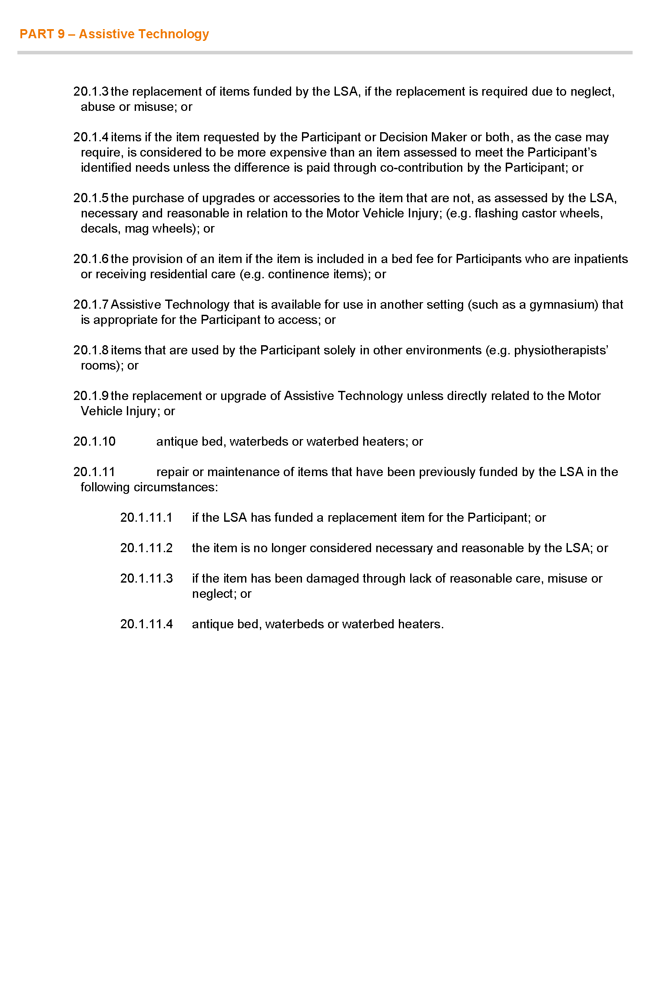 PART 9 – Assistive Technology
20.1.3 the replacement of items funded by the LSA, if the replacement is required due to neglect,
abuse or misuse; or
20.1.4 items if the item requested by the Participant or Decision Maker or both, as the case may
require, is considered to be more expensive than an item assessed to meet the Participant’s
identified needs unless the difference is paid through co-contribution by the Participant; or
20.1.5 the purchase of upgrades or accessories to the item that are not, as assessed by the LSA,
necessary and reasonable in relation to the Motor Vehicle Injury; (e.g. flashing castor wheels,
decals, mag wheels); or
20.1.6 the provision of an item if the item is included in a bed fee for Participants who are inpatients
or receiving residential care (e.g. continence items); or
20.1.7 Assistive Technology that is available for use in another setting (such as a gymnasium) that
is appropriate for the Participant to access; or
20.1.8 items that are used by the Participant solely in other environments (e.g. physiotherapists’
rooms); or
20.1.9 the replacement or upgrade of Assistive Technology unless directly related to the Motor
Vehicle Injury; or
20.1.10 antique bed, waterbeds or waterbed heaters; or
20.1.11 repair or maintenance of items that have been previously funded by the LSA in the
following circumstances:
20.1.11.1 if the LSA has funded a replacement item for the Participant; or
20.1.11.2 the item is no longer considered necessary and reasonable by the LSA; or
20.1.11.3 if the item has been damaged through lack of reasonable care, misuse or
neglect; or
20.1.11.4 antique bed, waterbeds or waterbed heaters.